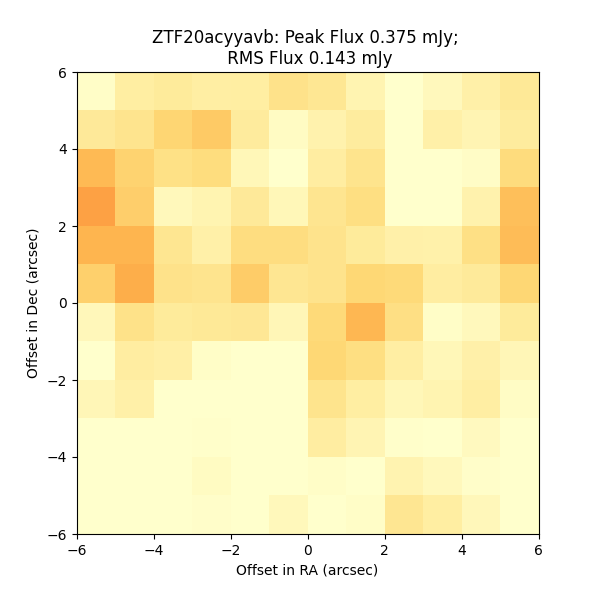 ZTF20acyyavb: Peak Flux 0.375 mJy;
RMS Flux 0.143 mJy
6
4
2
0
−2
−4
−6
Offset in Dec (arcsec)
−6 −4 −2 0 2 4 6
Offset in RA (arcsec)